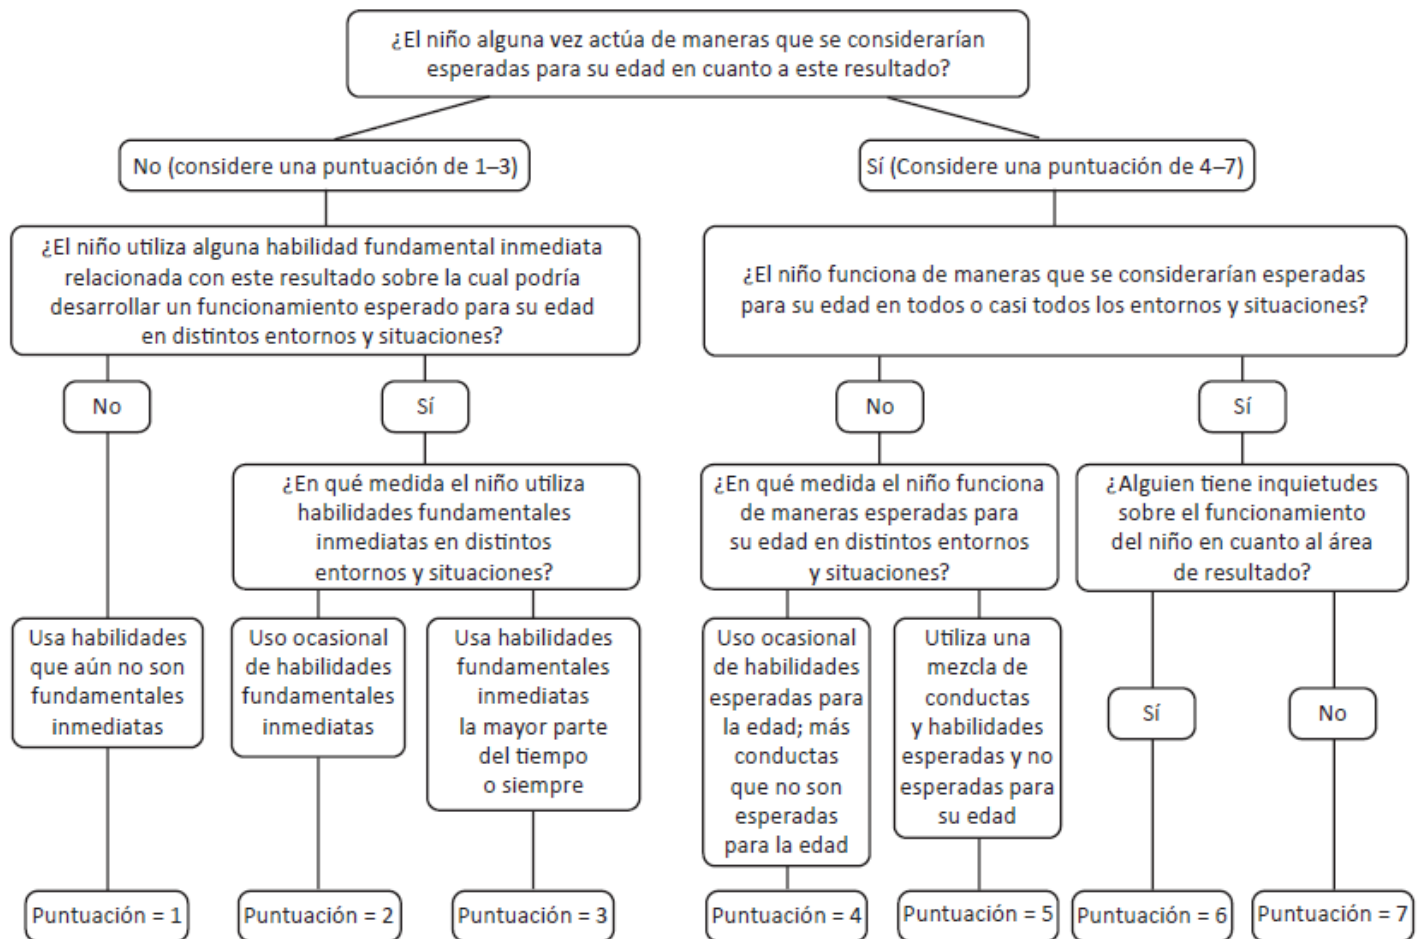 ¿El niño alguna vez actúa de maneras que se considerarían
esperadas para su edad en cuanto a este resultado?
No (considere una puntuación de 1–3)
Sí (Considere una puntuación de 4–7)
¿El niño utiliza alguna habilidad fundamental inmediata
relacionada con este resultado sobre la cual podría
desarrollar un funcionamiento esperado para su edad
en distintos entornos y situaciones?
¿El niño funciona de maneras que se considerarían esperadas
para su edad en todos o casi todos los entornos y situaciones?
No
Sí
No
Sí
¿En qué medida el niño utiliza
habilidades fundamentales
inmediatas en distintos
entornos y situaciones?
¿En qué medida el niño funciona
de maneras esperadas para
su edad en distintos entornos
y situaciones?
¿Alguien tiene inquietudes
sobre el funcionamiento
del niño en cuanto al área
de resultado?
Usa habilidades
que aún no son
fundamentales
inmediatas
Uso ocasional
de habilidades
fundamentales
inmediatas
Usa habilidades
fundamentales
inmediatas
la mayor parte
del tiempo
o siempre
Uso ocasional
de habilidades
esperadas para
la edad; más
conductas
que no son
esperadas
para la edad
Utiliza una
mezcla de
conductas
y habilidades
esperadas y no
esperadas para
su edad
Sí
No
Puntuación = 1
Puntuación = 2
Puntuación = 3
Puntuación = 4
Puntuación = 5
Puntuación = 6
Puntuación = 7